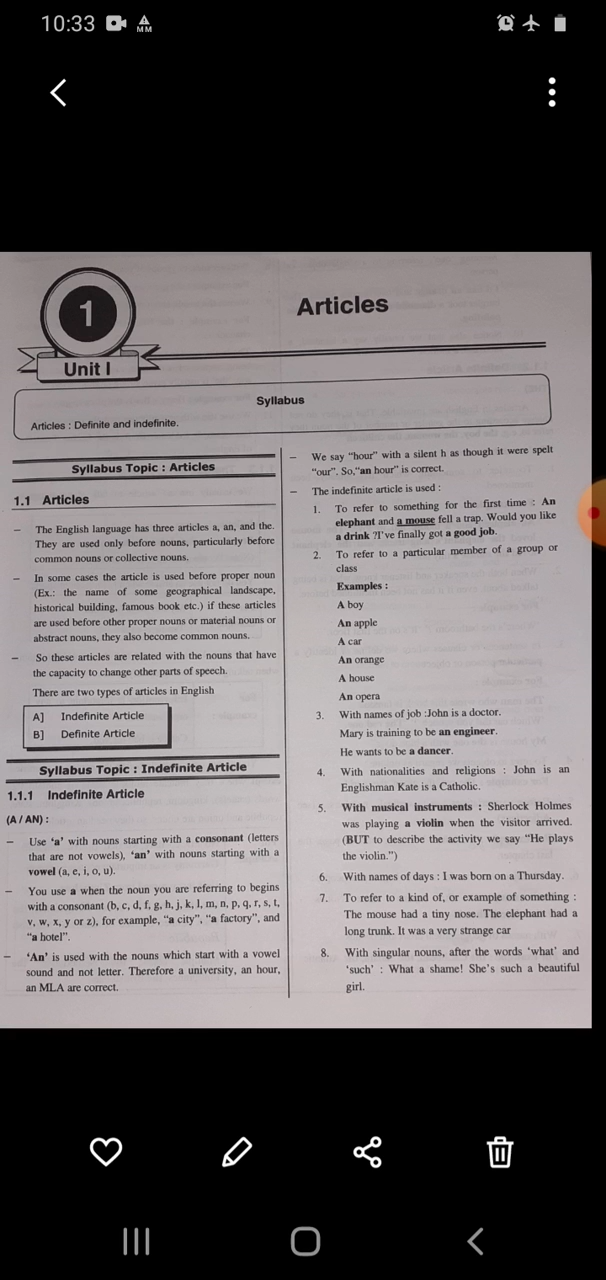 10:33
MM
1
Articles
Unit I
Syllabus
Articles : Definite and indefinite.
Syllabus Topic : Articles
1.1 Articles
– The English language has three articles a, an, and the.
They are used only before nouns, particularly before
common nouns or collective nouns.
– In some cases the article is used before proper noun
(Ex.: the name of some geographical landscape,
historical building, famous book etc.) if these articles
are used before other proper nouns or material nouns or
abstract nouns, they also become common nouns.
– So these articles are related with the nouns that have
the capacity to change other parts of speech.
There are two types of articles in English
A] Indefinite Article
B] Definite Article
Syllabus Topic : Indefinite Article
1.1.1 Indefinite Article
(A / AN) :
– Use ‘a’ with nouns starting with a consonant (letters
that are not vowels), ‘an’ with nouns starting with a
vowel (a, e, i, o, u).
– You use a when the noun you are referring to begins
with a consonant (b, c, d, f, g, h, j, k, l, m, n, p, q, r, s, t,
v, w, x, y or z), for example, “a city”, “a factory”, and
“a hotel”.
– ‘An’ is used with the nouns which start with a vowel
sound and not letter. Therefore a university, an hour,
an MLA are correct.
– We say “hour” with a silent h as though it were spelt
“our”. So,“an hour” is correct.
– The indefinite article is used :
1. To refer to something for the first time : An
elephant and a mouse fell a trap. Would you like
a drink ?I’ve finally got a good job.
2. To refer to a particular member of a group or
class
Examples :
A boy
An apple
A car
An orange
A house
An opera
3. With names of job :John is a doctor.
Mary is training to be an engineer.
He wants to be a dancer.
4. With nationalities and religions : John is an
Englishman Kate is a Catholic.
5. With musical instruments : Sherlock Holmes
was playing a violin when the visitor arrived.
(BUT to describe the activity we say “He plays
the violin.”)
6. With names of days : I was born on a Thursday.
7. To refer to a kind of, or example of something :
The mouse had a tiny nose. The elephant had a
long trunk. It was a very strange car
8. With singular nouns, after the words ‘what’ and
‘such’ : What a shame! She’s such a beautiful
girl.